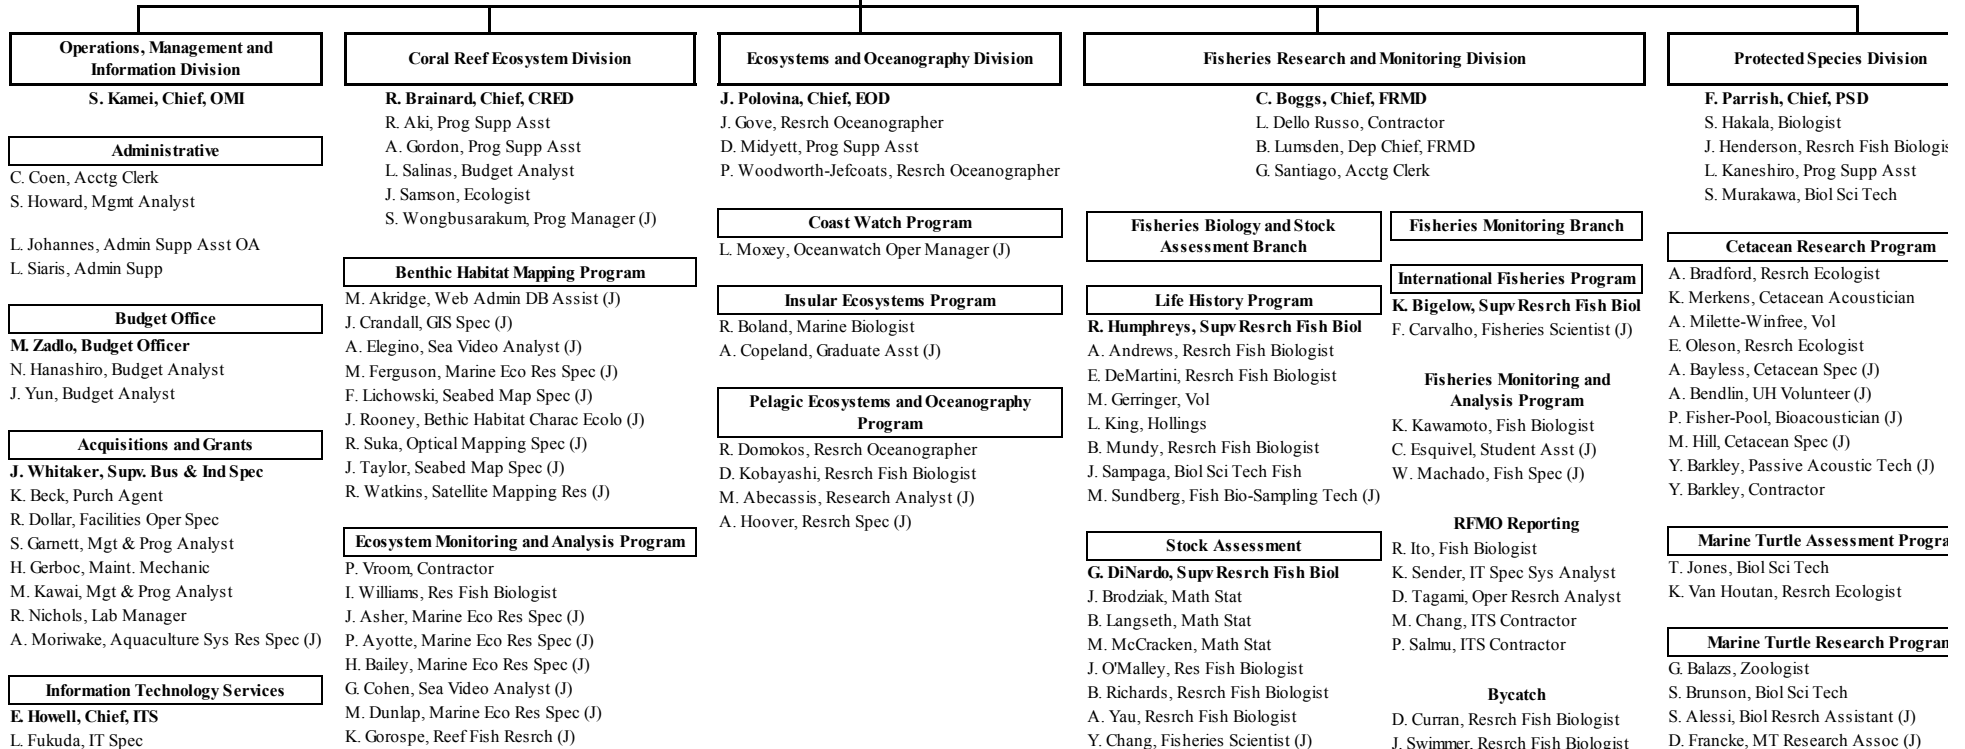 Operations, Management and
Information Division
S. Kamei, Chief, OMI
Administrative
C. Coen, Acctg Clerk
S. Howard, Mgmt Analyst
L. Johannes, Admin Supp Asst OA
L. Siaris, Admin Supp
Budget Office
M. Zadlo, Budget Officer
N. Hanashiro, Budget Analyst
J. Yun, Budget Analyst
Acquisitions and Grants
J. Whitaker, Supv. Bus & Ind Spec
K. Beck, Purch Agent
R. Dollar, Facilities Oper Spec
S. Garnett, Mgt & Prog Analyst
H. Gerboc, Maint. Mechanic
M. Kawai, Mgt & Prog Analyst
R. Nichols, Lab Manager
A. Moriwake, Aquaculture Sys Res Spec (J)
Information Technology Services
E. Howell, Chief, ITS
L. Fukuda, IT Spec
Coral Reef Ecosystem Division
R. Brainard, Chief, CRED
R. Aki, Prog Supp Asst
A. Gordon, Prog Supp Asst
L. Salinas, Budget Analyst
J. Samson, Ecologist
S. Wongbusarakum, Prog Manager (J)
Benthic Habitat Mapping Program
M. Akridge, Web Admin DB Assist (J)
J. Crandall, GIS Spec (J)
A. Elegino, Sea Video Analyst (J)
M. Ferguson, Marine Eco Res Spec (J)
F. Lichowski, Seabed Map Spec (J)
J. Rooney, Bethic Habitat Charac Ecolo (J)
R. Suka, Optical Mapping Spec (J)
J. Taylor, Seabed Map Spec (J)
R. Watkins, Satellite Mapping Res (J)
Ecosystem Monitoring and Analysis Program
P. Vroom, Contractor
I. Williams, Res Fish Biologist
J. Asher, Marine Eco Res Spec (J)
P. Ayotte, Marine Eco Res Spec (J)
H. Bailey, Marine Eco Res Spec (J)
G. Cohen, Sea Video Analyst (J)
M. Dunlap, Marine Eco Res Spec (J)
K. Gorospe, Reef Fish Resrch (J)
Ecosystems and Oceanography Division
J. Polovina, Chief, EOD
J. Gove, Resrch Oceanographer
D. Midyett, Prog Supp Asst
P. Woodworth-Jefcoats, Resrch Oceanographer
Coast Watch Program
L. Moxey, Oceanwatch Oper Manager (J)
Insular Ecosystems Program
R. Boland, Marine Biologist
A. Copeland, Graduate Asst (J)
Pelagic Ecosystems and Oceanography
Program
R. Domokos, Resrch Oceanographer
D. Kobayashi, Resrch Fish Biologist
M. Abecassis, Research Analyst (J)
A. Hoover, Resrch Spec (J)
Fisheries Research and Monitoring Division
C. Boggs, Chief, FRMD
L. Dello Russo, Contractor
B. Lumsden, Dep Chief, FRMD
G. Santiago, Acctg Clerk
Fisheries Biology and Stock
Assessment Branch
Life History Program
R. Humphreys, Supv Resrch Fish Biol
A. Andrews, Resrch Fish Biologist
E. DeMartini, Resrch Fish Biologist
M. Gerringer, Vol
L. King, Hollings
B. Mundy, Resrch Fish Biologist
J. Sampaga, Biol Sci Tech Fish
M. Sundberg, Fish Bio-Sampling Tech (J)
Stock Assessment
G. DiNardo, Supv Resrch Fish Biol
J. Brodziak, Math Stat
B. Langseth, Math Stat
M. McCracken, Math Stat
J. O'Malley, Res Fish Biologist
B. Richards, Resrch Fish Biologist
A. Yau, Resrch Fish Biologist
Y. Chang, Fisheries Scientist (J)
Fisheries Monitoring Branch
International Fisheries Program
K. Bigelow, Supv Resrch Fish Biol
F. Carvalho, Fisheries Scientist (J)
Fisheries Monitoring and
Analysis Program
K. Kawamoto, Fish Biologist
C. Esquivel, Student Asst (J)
W. Machado, Fish Spec (J)
RFMO Reporting
R. Ito, Fish Biologist
K. Sender, IT Spec Sys Analyst
D. Tagami, Oper Resrch Analyst
M. Chang, ITS Contractor
P. Salmu, ITS Contractor
Bycatch
D. Curran, Resrch Fish Biologist
J. Swimmer, Resrch Fish Biologist
Protected Species Division
F. Parrish, Chief, PSD
S. Hakala, Biologist
J. Henderson, Resrch Fish Biologis
L. Kaneshiro, Prog Supp Asst
S. Murakawa, Biol Sci Tech
Cetacean Research Program
A. Bradford, Resrch Ecologist
K. Merkens, Cetacean Acoustician
A. Milette-Winfree, Vol
E. Oleson, Resrch Ecologist
A. Bayless, Cetacean Spec (J)
A. Bendlin, UH Volunteer (J)
P. Fisher-Pool, Bioacoustician (J)
M. Hill, Cetacean Spec (J)
Y. Barkley, Passive Acoustic Tech (J)
Y. Barkley, Contractor
Marine Turtle Assessment Progra
T. Jones, Biol Sci Tech
K. Van Houtan, Resrch Ecologist
Marine Turtle Research Program
G. Balazs, Zoologist
S. Brunson, Biol Sci Tech
S. Alessi, Biol Resrch Assistant (J)
D. Francke, MT Research Assoc (J)